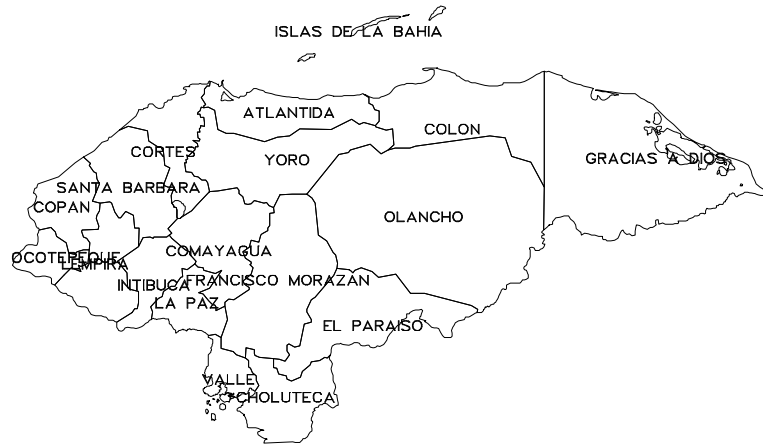 ISLAS DE LA BAHIA
ATLANTIDA
COLON
CORTES
YORO
GRACIAS A DIOS
SANTA BARBARA
COPAN
OLANCHO
COMAYAGUA
OCOTEPEQUE
LEMPIRA
INTIBUCA
FRANCISCO MORAZAN
LA PAZ
EL PARAISO
VALLE
CHOLUTECA